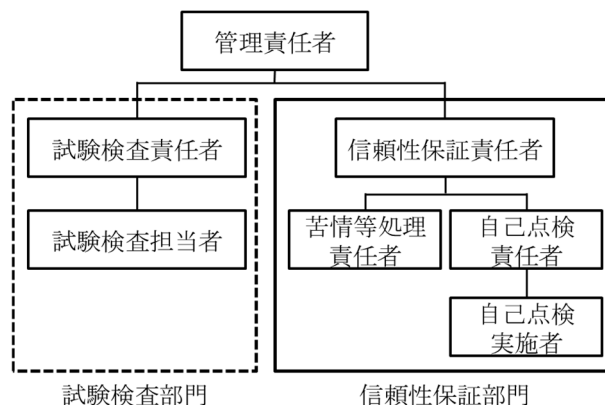 管理責任者
試験検査責任者
信頼性保証責任者
試験検査担当者
苦情等処理
責任者
自己点検
責任者
自己点検
実施者
試験検査部門
信頼性保証部門